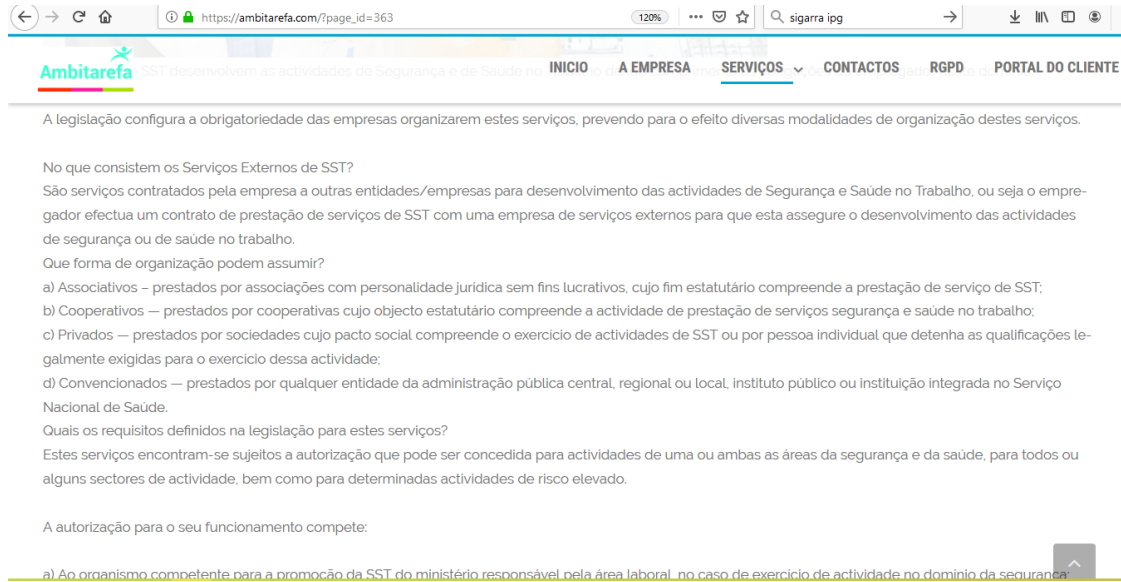 https://ambitarefa.com/?page_id=363
120%
sigarra ipg
Ambitarefa
SST desenvolvem as actividades de Segurança e de Saúde no
INICIO A EMPRESA SERVIÇOS CONTACTOS RGPD PORTAL DO CLIENTE
A legislação configura a obrigatoriedade das empresas organizarem estes serviços, prevendo para o efeito diversas modalidades de organização destes serviços.
No que consistem os Serviços Externos de SST?
São serviços contratados pela empresa a outras entidades/empresas para desenvolvimento das actividades de Segurança e Saúde no Trabalho, ou seja o empre-
gador efectua um contrato de prestação de serviços de SST com uma empresa de serviços externos para que esta assegure o desenvolvimento das actividades
de segurança ou de saúde no trabalho.
Que forma de organização podem assumir?
a) Associativos – prestados por associações com personalidade jurídica sem fins lucrativos, cujo fim estatutário compreende a prestação de serviço de SST;
b) Cooperativos — prestados por cooperativas cujo objecto estatutário compreende a actividade de prestação de serviços segurança e saúde no trabalho;
c) Privados — prestados por sociedades cujo pacto social compreende o exercício de actividades de SST ou por pessoa individual que detenha as qualificações le-
galmente exigidas para o exercício dessa actividade;
d) Convencionados — prestados por qualquer entidade da administração pública central, regional ou local, instituto público ou instituição integrada no Serviço
Nacional de Saúde.
Quais os requisitos definidos na legislação para estes serviços?
Estes serviços encontram-se sujeitos a autorização que pode ser concedida para actividades de uma ou ambas as áreas da segurança e da saúde, para todos ou
alguns sectores de actividade, bem como para determinadas actividades de risco elevado.
A autorização para o seu funcionamento compete:
a) Ao organismo competente para a promoção da SST do ministério responsável pela área laboral, no caso de exercício de actividade no domínio da segurança;